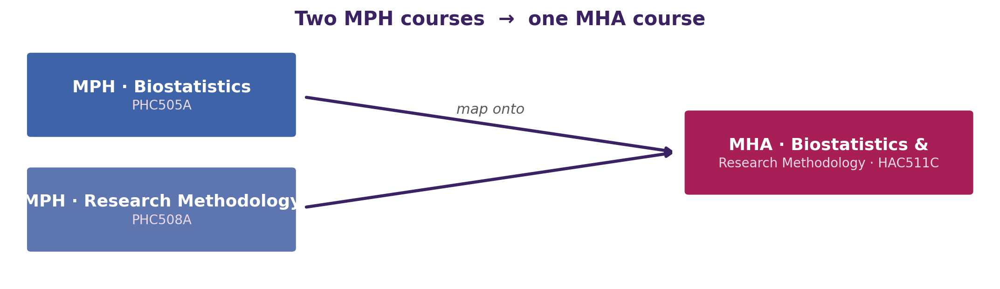 Two MPH courses → one MHA course
MPH · Biostatistics
PHC505A
map onto
MHA · Biostatistics &
Research Methodology · HAC511C
MPH · Research Methodology
PHC508A